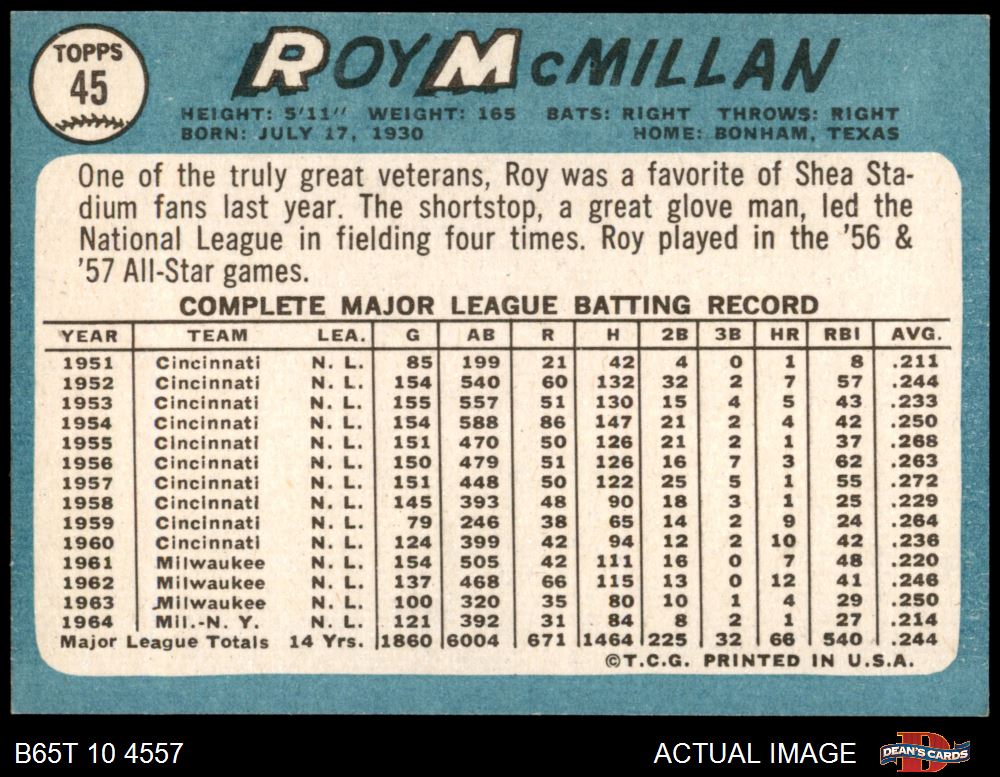 TOPPS
45
ROY McMILLAN
HEIGHT: 5'11" WEIGHT: 165 BATS: RIGHT THROWS: RIGHT
BORN: JULY 17, 1930 HOME: BONHAM, TEXAS
One of the truly great veterans, Roy was a favorite of Shea Sta-
dium fans last year. The shortstop, a great glove man, led the
National League in fielding four times. Roy played in the '56 &
'57 All-Star games.
COMPLETE MAJOR LEAGUE BATTING RECORD
YEAR TEAM LEA. G AB R H 2B 3B HR RBI AVG.
1951 Cincinnati N. L. 85 199 21 42 4 0 1 8 .211
1952 Cincinnati N. L. 154 540 60 132 32 2 7 57 .244
1953 Cincinnati N. L. 155 557 51 130 15 4 5 43 .233
1954 Cincinnati N. L. 154 588 86 147 21 2 4 42 .250
1955 Cincinnati N. L. 151 470 50 126 21 2 1 37 .268
1956 Cincinnati N. L. 150 479 51 126 16 7 3 62 .263
1957 Cincinnati N. L. 151 448 50 122 25 5 1 55 .272
1958 Cincinnati N. L. 145 393 48 90 18 3 1 25 .229
1959 Cincinnati N. L. 79 246 38 65 14 2 9 24 .264
1960 Cincinnati N. L. 124 399 42 94 12 2 10 42 .236
1961 Milwaukee N. L. 154 505 42 111 16 0 7 48 .220
1962 Milwaukee N. L. 137 468 66 115 13 0 12 41 .246
1963 Milwaukee N. L. 100 320 35 80 10 1 4 29 .250
1964 Mil.-N. Y. N. L. 121 392 31 84 8 2 1 27 .214
Major League Totals 14 Yrs. 1860 6004 671 1464 225 32 66 540 .244
©T.C.G. PRINTED IN U.S.A.
B65T 10 4557 ACTUAL IMAGE DEAN'S CARDS